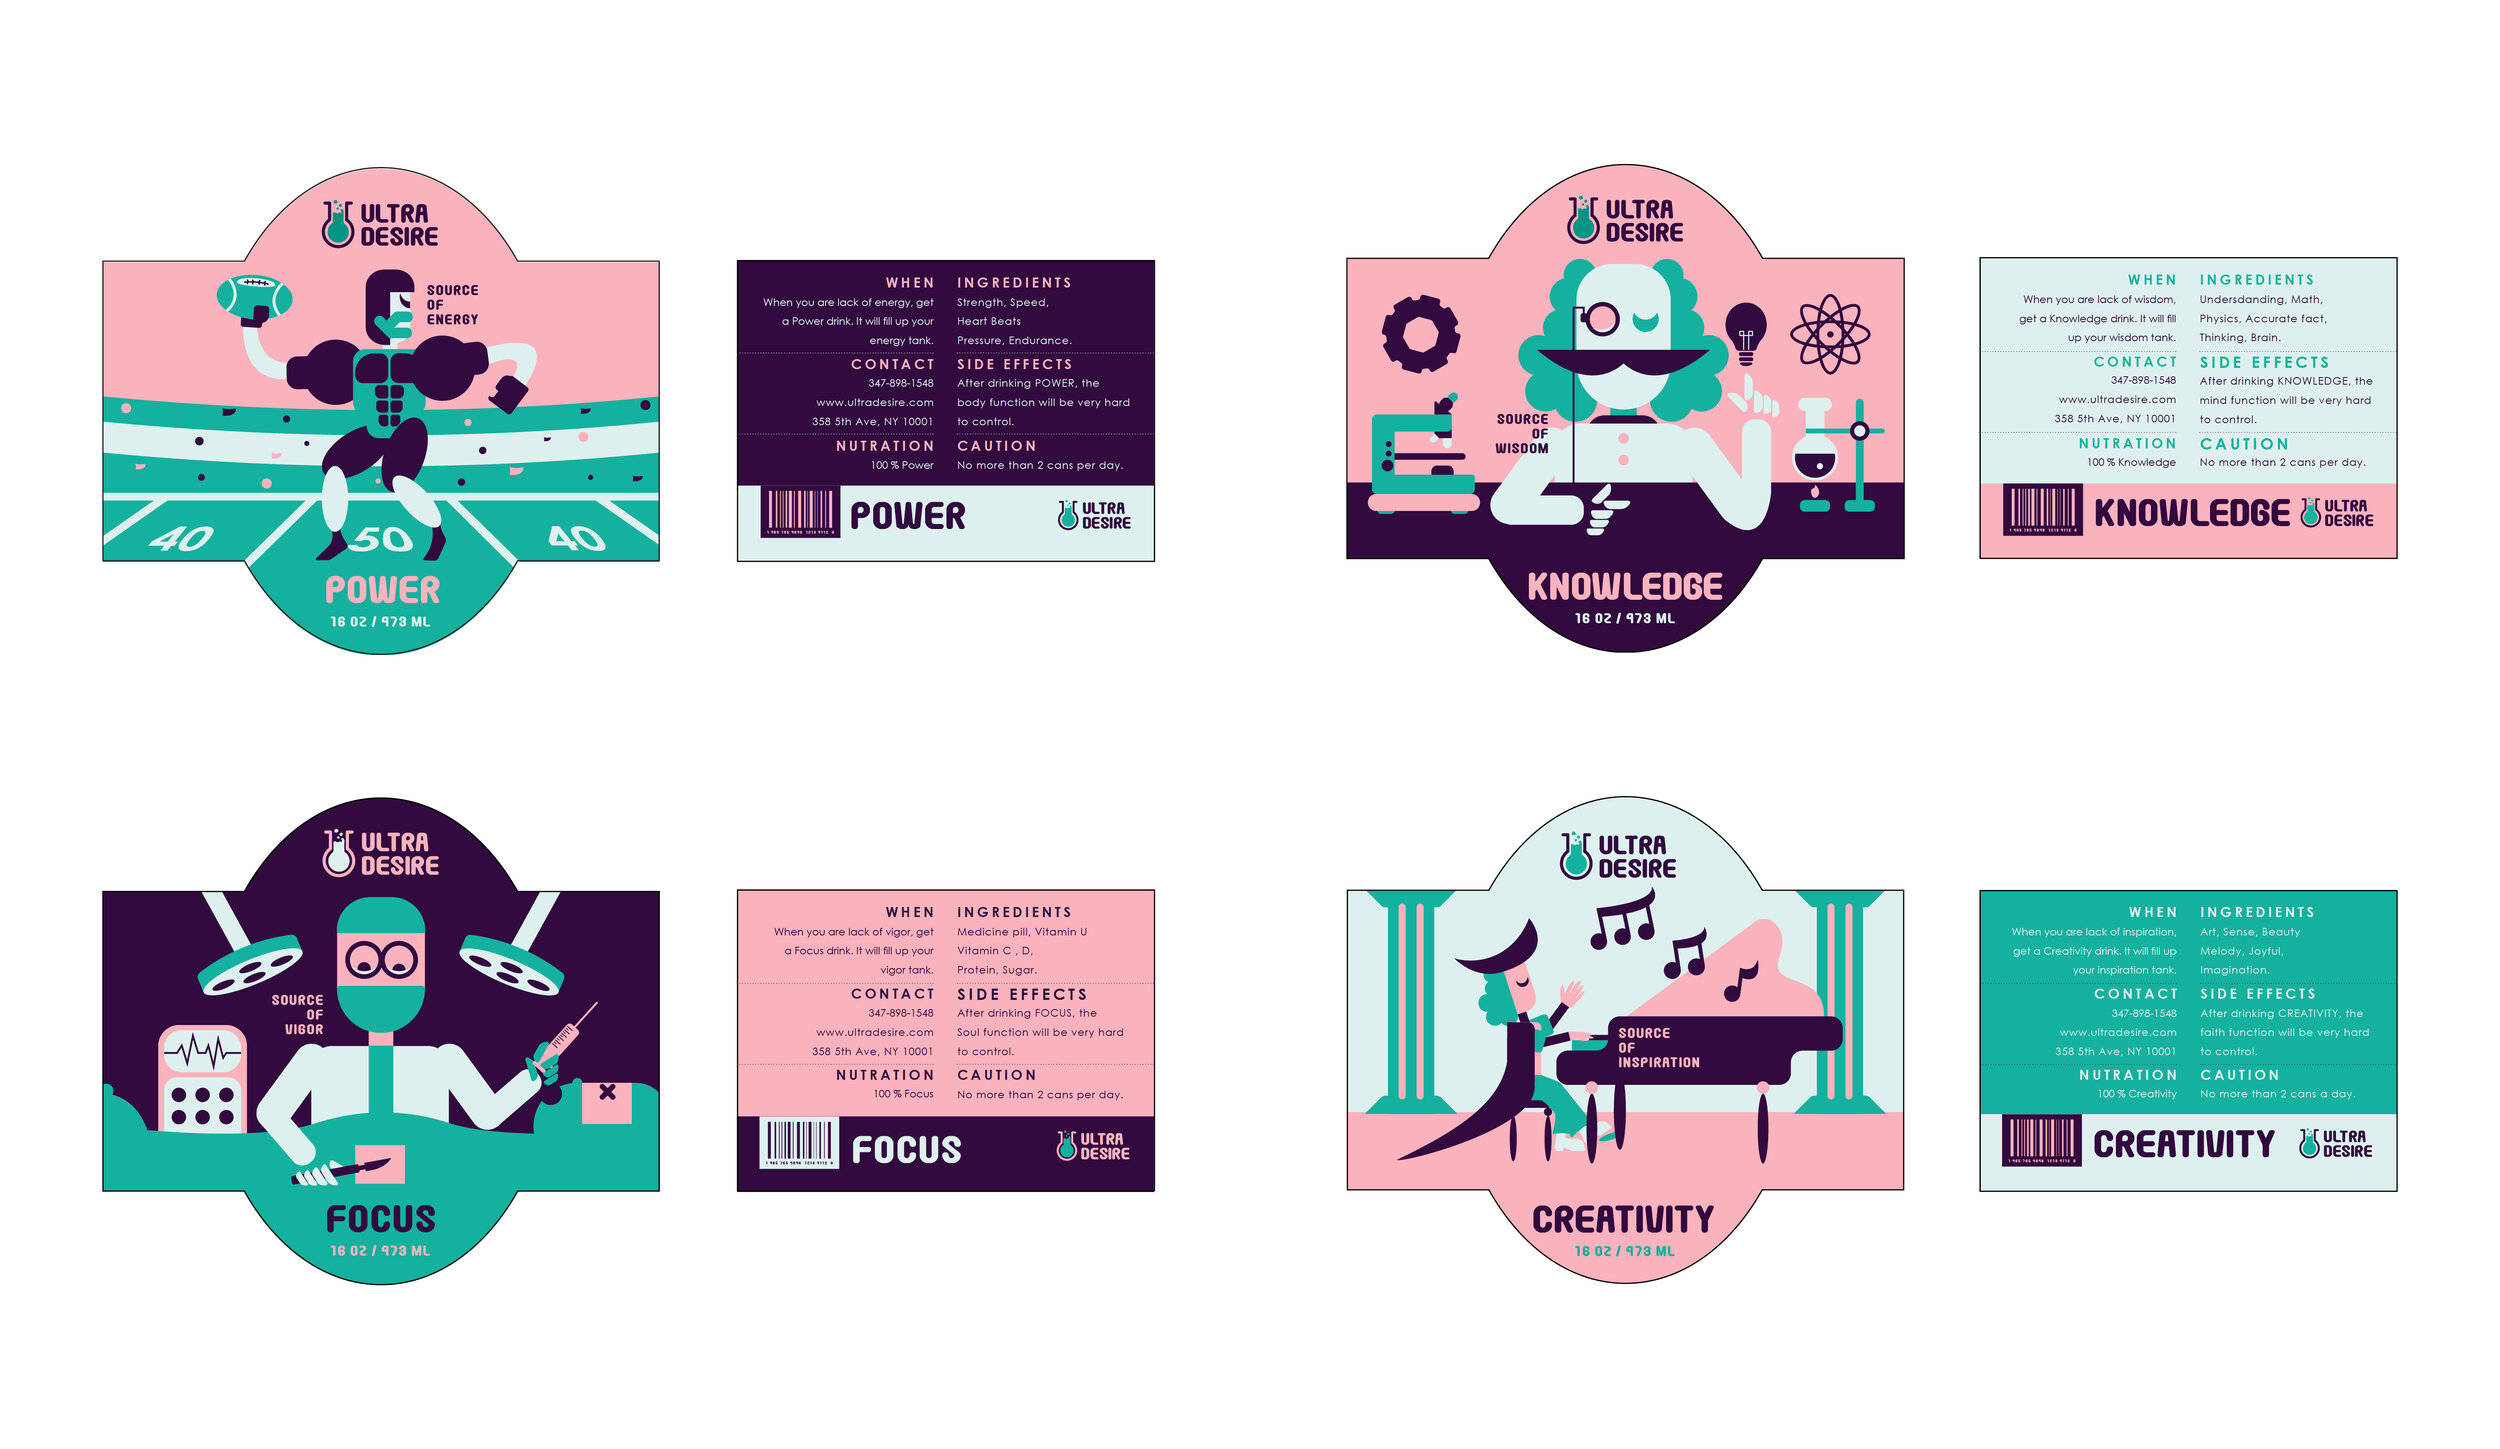 ULTRA
DESIRE
SOURCE
OF
ENERGY
40
50
40
POWER
16 OZ / 973 ML
WHEN
When you are lack of energy, get
a Power drink. It will fill up your
energy tank.
INGREDIENTS
Strength, Speed,
Heart Beats
Pressure, Endurance.
CONTACT
347-898-1548
www.ultradesire.com
358 5th Ave, NY 10001
SIDE EFFECTS
After drinking POWER, the
body function will be very hard
to control.
NUTRATION
100 % Power
CAUTION
No more than 2 cans per day.
POWER
ULTRA
DESIRE
ULTRA
DESIRE
SOURCE
OF
WISDOM
KNOWLEDGE
16 OZ / 973 ML
WHEN
When you are lack of wisdom,
get a Knowledge drink. It will fill
up your wisdom tank.
INGREDIENTS
Undersdanding, Math,
Physics, Accurate fact,
Thinking, Brain.
CONTACT
347-898-1548
www.ultradesire.com
358 5th Ave, NY 10001
SIDE EFFECTS
After drinking KNOWLEDGE, the
mind function will be very hard
to control.
NUTRATION
100 % Knowledge
CAUTION
No more than 2 cans per day.
KNOWLEDGE
ULTRA
DESIRE
ULTRA
DESIRE
SOURCE
OF
VIGOR
FOCUS
16 OZ / 973 ML
WHEN
When you are lack of vigor, get
a Focus drink. It will fill up your
vigor tank.
INGREDIENTS
Medicine pill, Vitamin U
Vitamin C , D,
Protein, Sugar.
CONTACT
347-898-1548
www.ultradesire.com
358 5th Ave, NY 10001
SIDE EFFECTS
After drinking FOCUS, the
Soul function will be very hard
to control.
NUTRATION
100 % Focus
CAUTION
No more than 2 cans per day.
FOCUS
ULTRA
DESIRE
ULTRA
DESIRE
SOURCE
OF
INSPIRATION
CREATIVITY
16 OZ / 973 ML
WHEN
When you are lack of inspiration,
get a Creativity drink. It will fill up
your inspiration tank.
INGREDIENTS
Art, Sense, Beauty
Melody, Joyful,
Imagination.
CONTACT
347-898-1548
www.ultradesire.com
358 5th Ave, NY 10001
SIDE EFFECTS
After drinking CREATIVITY, the
faith function will be very hard
to control.
NUTRATION
100 % Creativity
CAUTION
No more than 2 cans a day.
CREATIVITY
ULTRA
DESIRE